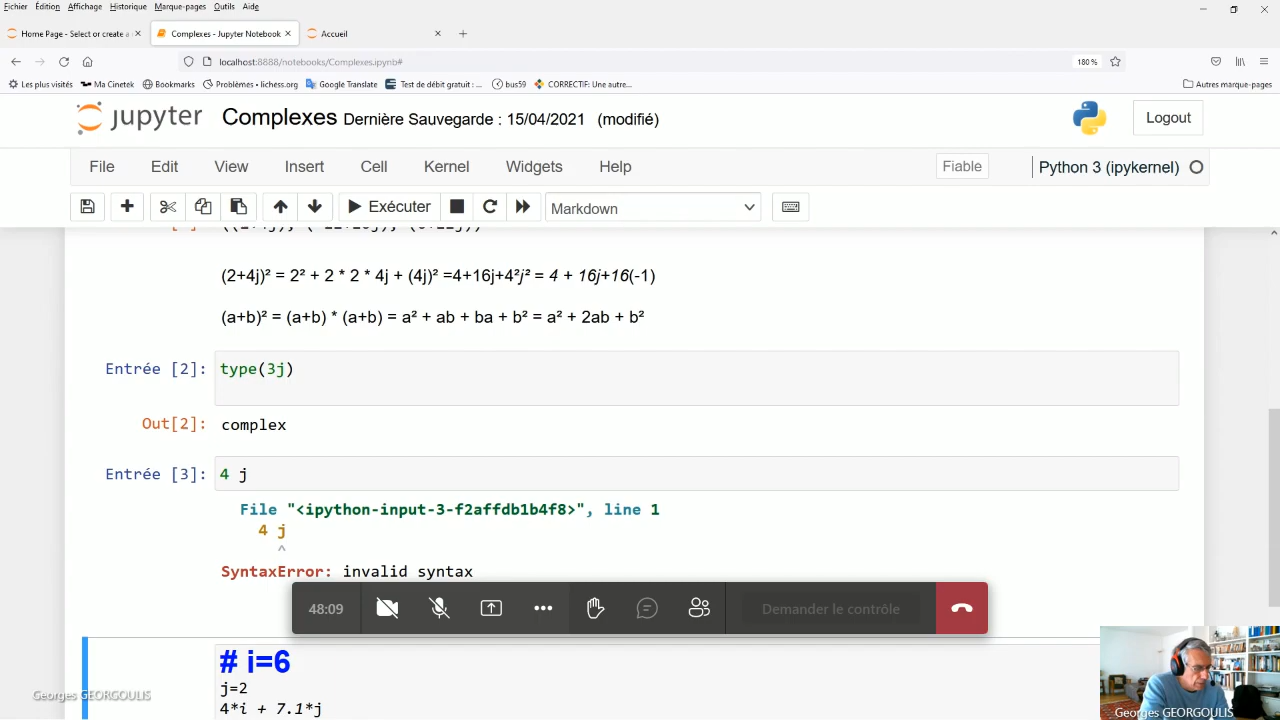 Fichier Édition Affichage Historique Marque-pages Outils Aide
Home Page - Select or create a
Complexes - Jupyter Notebook
Accueil
localhost:8888/notebooks/Complexes.ipynb#
180 %
Les plus visités Ma Cinetek Bookmarks Problèmes • lichess.org Google Translate Test de débit gratuit : ... bus59 CORRECTIF: Une autre... Autres marque-pages
jupyter Complexes Dernière Sauvegarde : 15/04/2021 (modifié) Logout
File Edit View Insert Cell Kernel Widgets Help Fiable Python 3 (ipykernel)
Exécuter Markdown
(2+4j)² = 2² + 2 * 2 * 4j + (4j)² =4+16j+4²j² = 4 + 16j+16(-1)
(a+b)² = (a+b) * (a+b) = a² + ab + ba + b² = a² + 2ab + b²
Entrée [2]: type(3j)
Out[2]: complex
Entrée [3]: 4 j
File "<ipython-input-3-f2affdb1b4f8>", line 1
4 j
^
SyntaxError: invalid syntax
48:09 Demander le contrôle
# i=6
j=2
4*i + 7.1*j
Georges GEORGOULIS
Georges GEORGOULIS